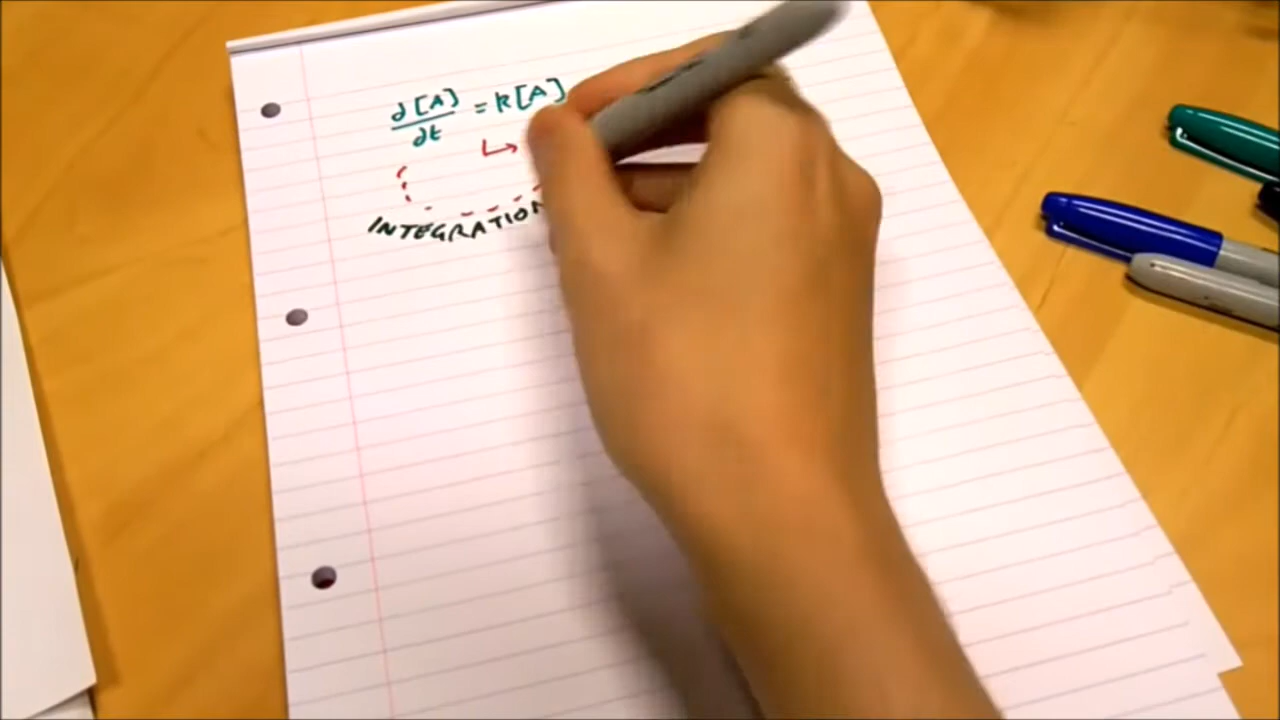 d[A]/dt = k[A]
INTEGRATION